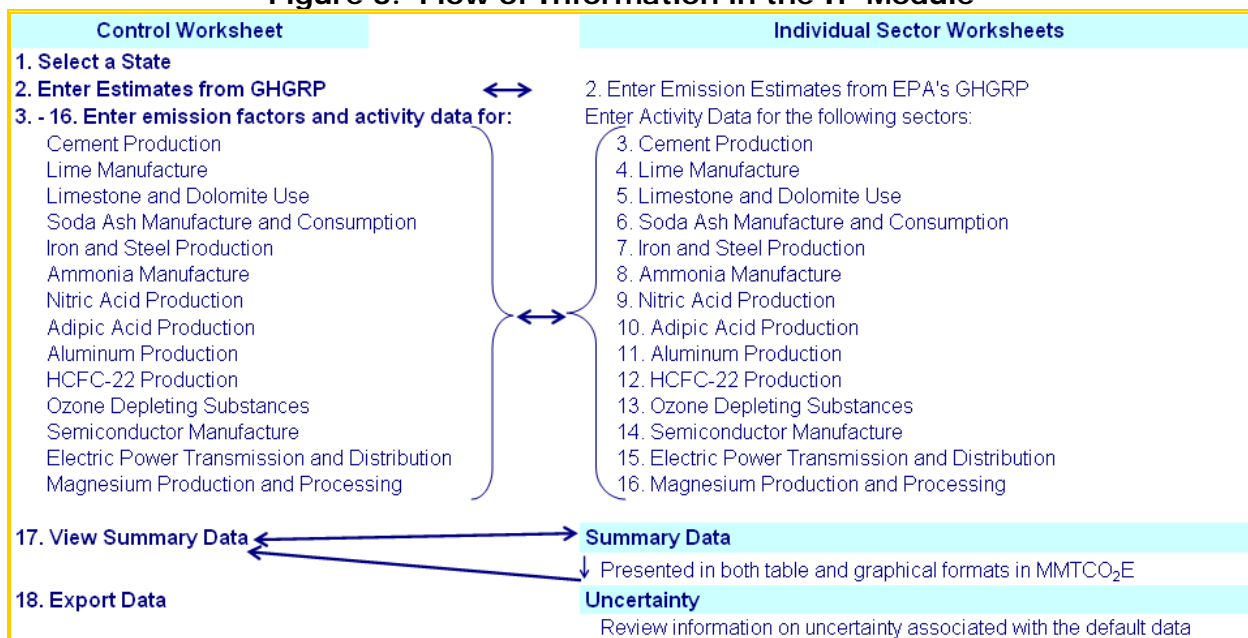 Figure 3. Flow of Information in the IP Module
Control Worksheet
Individual Sector Worksheets
1. Select a State
2. Enter Estimates from GHGRP
2. Enter Emission Estimates from EPA's GHGRP
3. - 16. Enter emission factors and activity data for:
Enter Activity Data for the following sectors:
Cement Production
3. Cement Production
Lime Manufacture
4. Lime Manufacture
Limestone and Dolomite Use
5. Limestone and Dolomite Use
Soda Ash Manufacture and Consumption
6. Soda Ash Manufacture and Consumption
Iron and Steel Production
7. Iron and Steel Production
Ammonia Manufacture
8. Ammonia Manufacture
Nitric Acid Production
9. Nitric Acid Production
Adipic Acid Production
10. Adipic Acid Production
Aluminum Production
11. Aluminum Production
HCFC-22 Production
12. HCFC-22 Production
Ozone Depleting Substances
13. Ozone Depleting Substances
Semiconductor Manufacture
14. Semiconductor Manufacture
Electric Power Transmission and Distribution
15. Electric Power Transmission and Distribution
Magnesium Production and Processing
16. Magnesium Production and Processing
17. View Summary Data
Summary Data
Presented in both table and graphical formats in MMTCO₂E
18. Export Data
Uncertainty
Review information on uncertainty associated with the default data